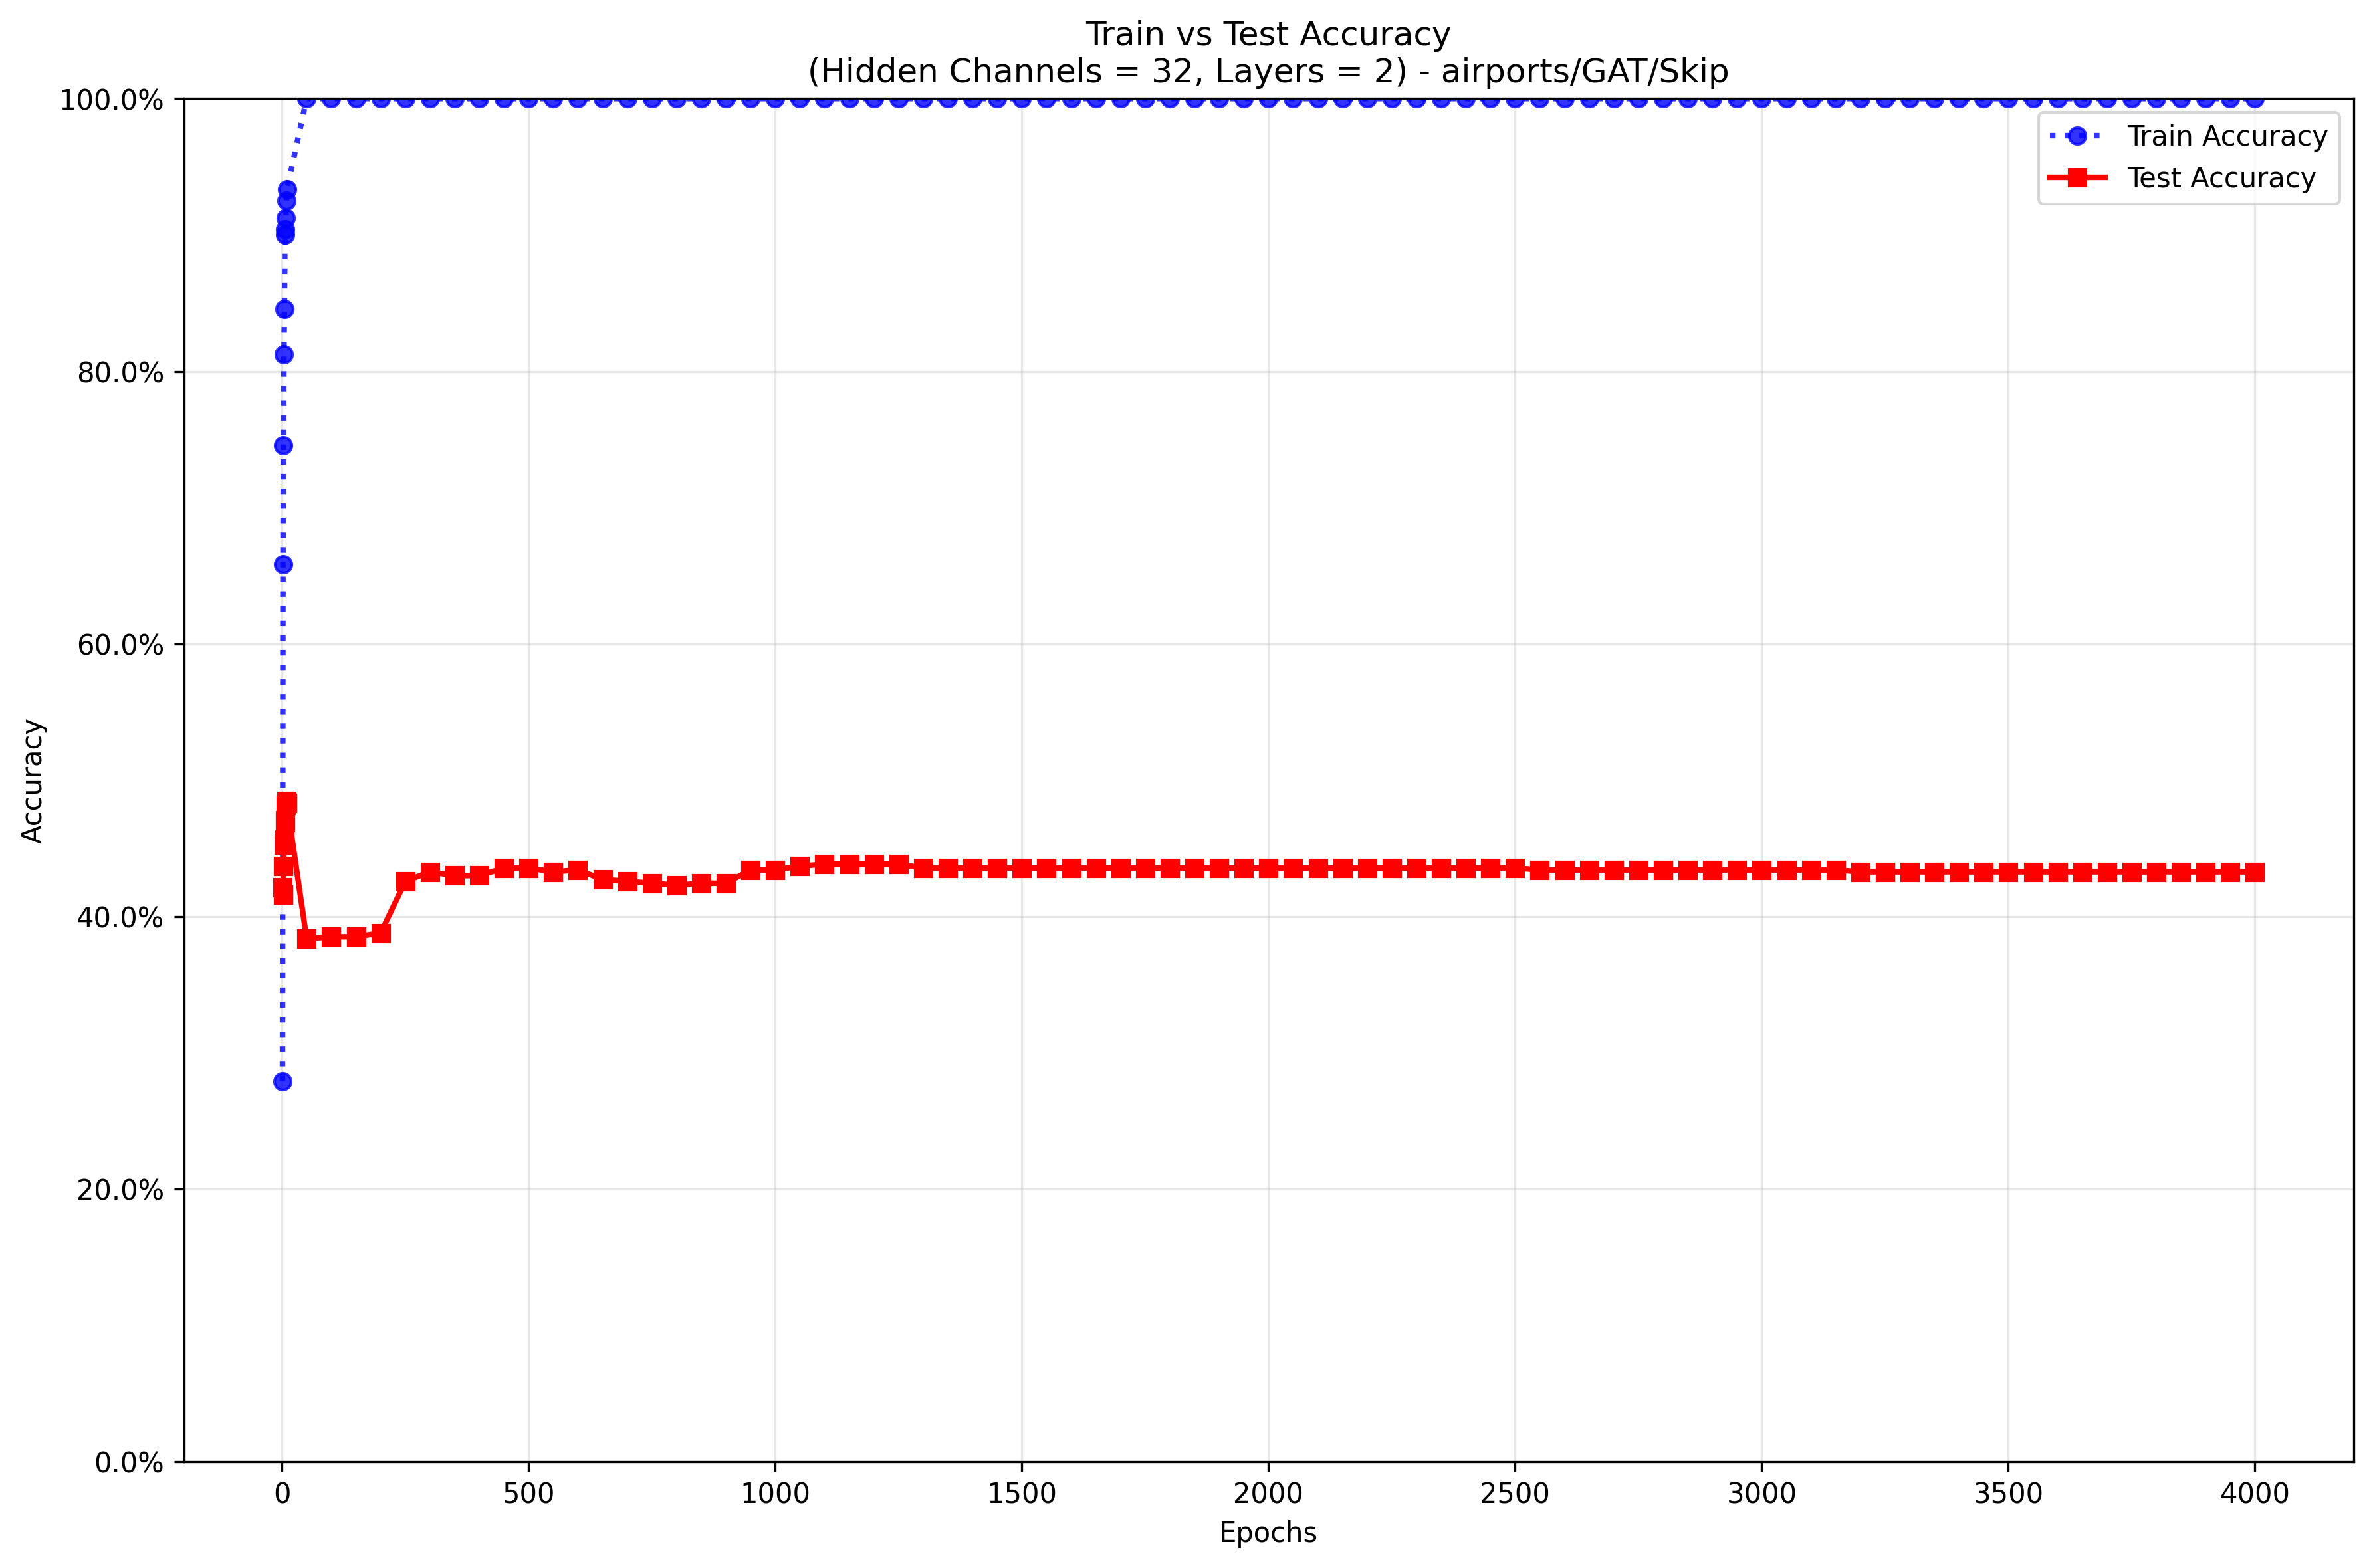 Train vs Test Accuracy
(Hidden Channels = 32, Layers = 2) - airports/GAT/Skip
100.0%
80.0%
60.0%
40.0%
20.0%
0.0%
Accuracy
Train Accuracy
Test Accuracy
0 500 1000 1500 2000 2500 3000 3500 4000
Epochs